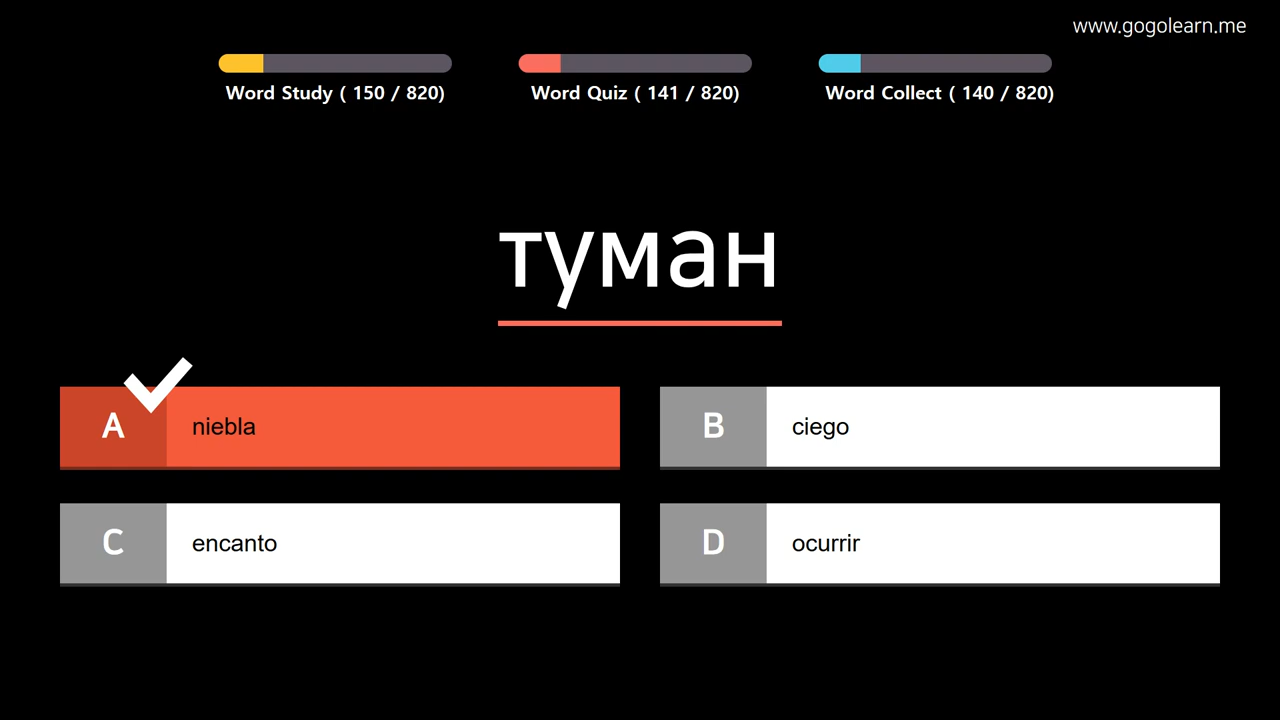 www.gogolearn.me
Word Study ( 150 / 820)
Word Quiz ( 141 / 820)
Word Collect ( 140 / 820)
туман
A niebla
B ciego
C encanto
D ocurrir